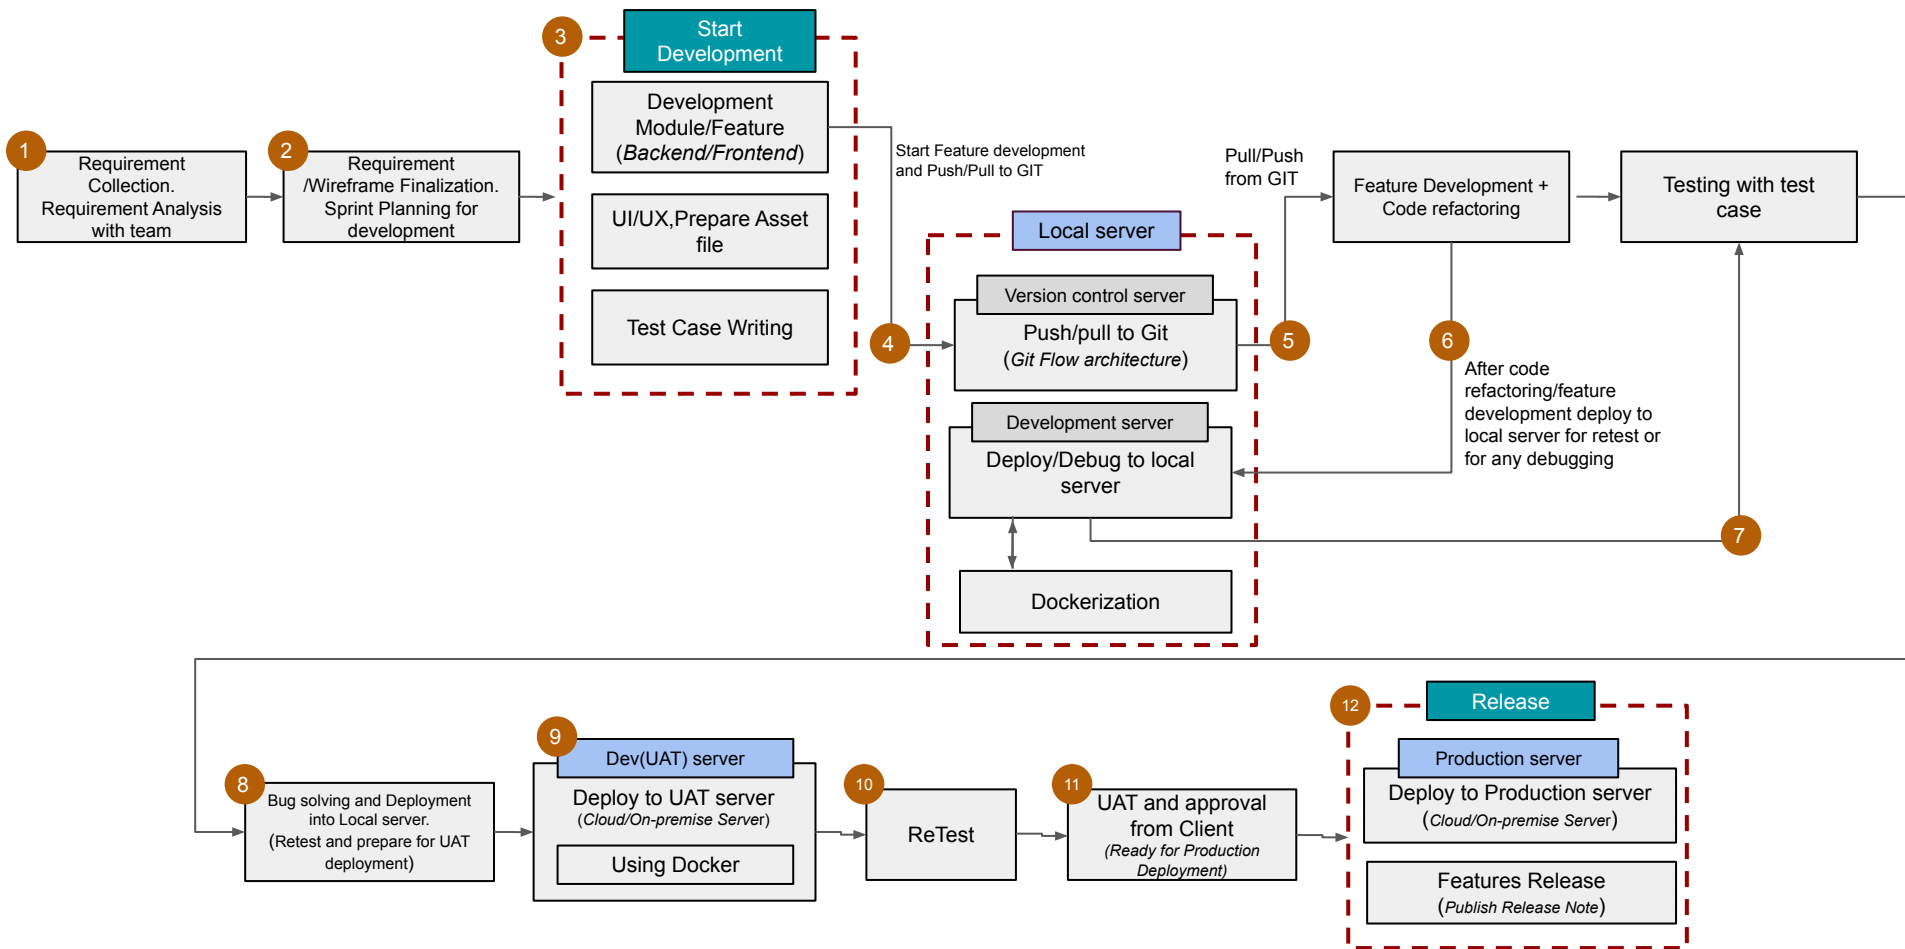 3
Start
Development
Development
Module/Feature
(Backend/Frontend)
UI/UX,Prepare Asset
file
Test Case Writing
1
Requirement
Collection.
Requirement Analysis
with team
2
Requirement
/Wireframe Finalization.
Sprint Planning for
development
Start Feature development
and Push/Pull to GIT
4
Local server
Version control server
Push/pull to Git
(Git Flow architecture)
Development server
Deploy/Debug to local
server
Dockerization
5
Pull/Push
from GIT
Feature Development +
Code refactoring
Testing with test
case
6
After code
refactoring/feature
development deploy to
local server for retest or
for any debugging
7
8
Bug solving and Deployment
into Local server.
(Retest and prepare for UAT
deployment)
9
Dev(UAT) server
Deploy to UAT server
(Cloud/On-premise Server)
Using Docker
10
ReTest
11
UAT and approval
from Client
(Ready for Production
Deployment)
12
Release
Production server
Deploy to Production server
(Cloud/On-premise Server)
Features Release
(Publish Release Note)